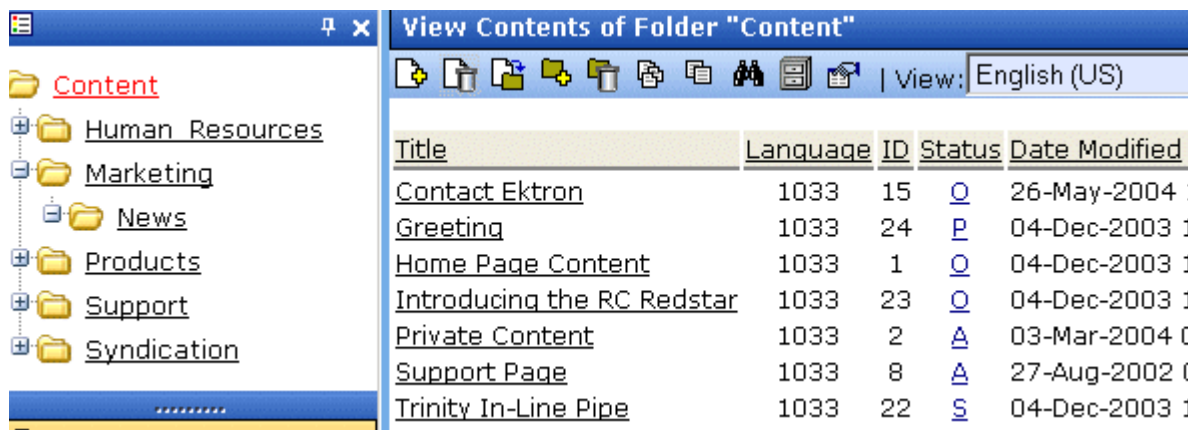 View Contents of Folder "Content"
| View: English (US)
Content
Human Resources
Marketing
News
Products
Support
Syndication
Title Language ID Status Date Modified
Contact Ektron 1033 15 O 26-May-2004
Greeting 1033 24 P 04-Dec-2003
Home Page Content 1033 1 O 04-Dec-2003
Introducing the RC Redstar 1033 23 O 04-Dec-2003
Private Content 1033 2 A 03-Mar-2004
Support Page 1033 8 A 27-Aug-2002
Trinity In-Line Pipe 1033 22 S 04-Dec-2003